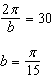 2π/b = 30
b = π/15